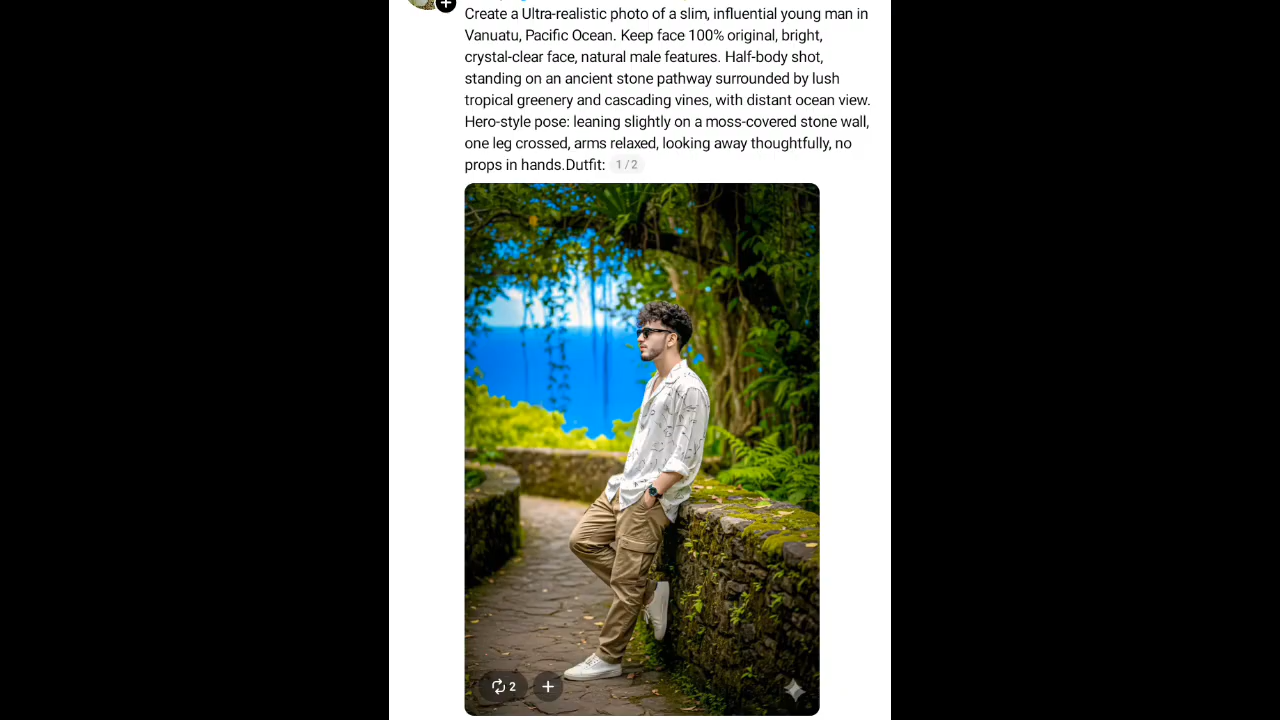 Create a Ultra-realistic photo of a slim, influential young man in
Vanuatu, Pacific Ocean. Keep face 100% original, bright,
crystal-clear face, natural male features. Half-body shot,
standing on an ancient stone pathway surrounded by lush
tropical greenery and cascading vines, with distant ocean view.
Hero-style pose: leaning slightly on a moss-covered stone wall,
one leg crossed, arms relaxed, looking away thoughtfully, no
props in hands.Dutfit: 1/2
2